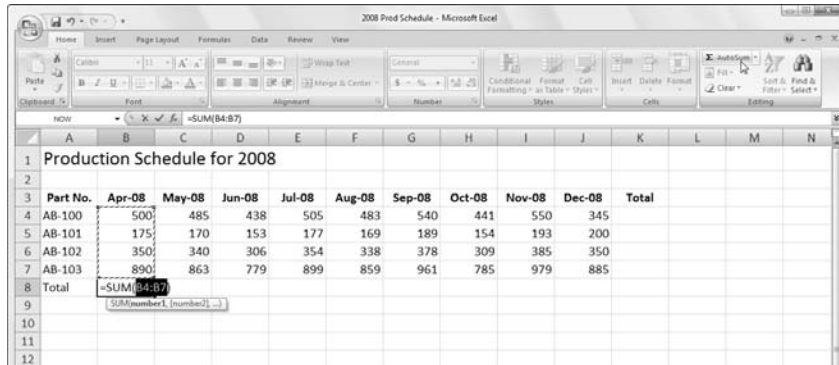 2008 Prod Schedule - Microsoft Excel
Home Insert Page Layout Formulas Data Review View
Paste
Calibri 11 A A
Wrap Text
General
Conditional Formatting
Format as Table
Cell Styles
Insert Delete Format
Σ AutoSum
Fill
Clear
Sort & Filter
Find & Select
B I U A
Merge & Center
$ % ,
Clipboard Font Alignment Number Styles Cells Editing
NOW fx =SUM(B4:B7)
A B C D E F G H I J K L M N
1 Production Schedule for 2008
2
3 Part No. Apr-08 May-08 Jun-08 Jul-08 Aug-08 Sep-08 Oct-08 Nov-08 Dec-08 Total
4 AB-100 500 485 438 505 483 540 441 550 345
5 AB-101 175 170 153 177 169 189 154 193 200
6 AB-102 350 340 306 354 338 378 309 385 350
7 AB-103 890 863 779 899 859 961 785 979 885
8 Total =SUM(B4:B7)
9 SUM(number1, [number2], ...)
10
11
12